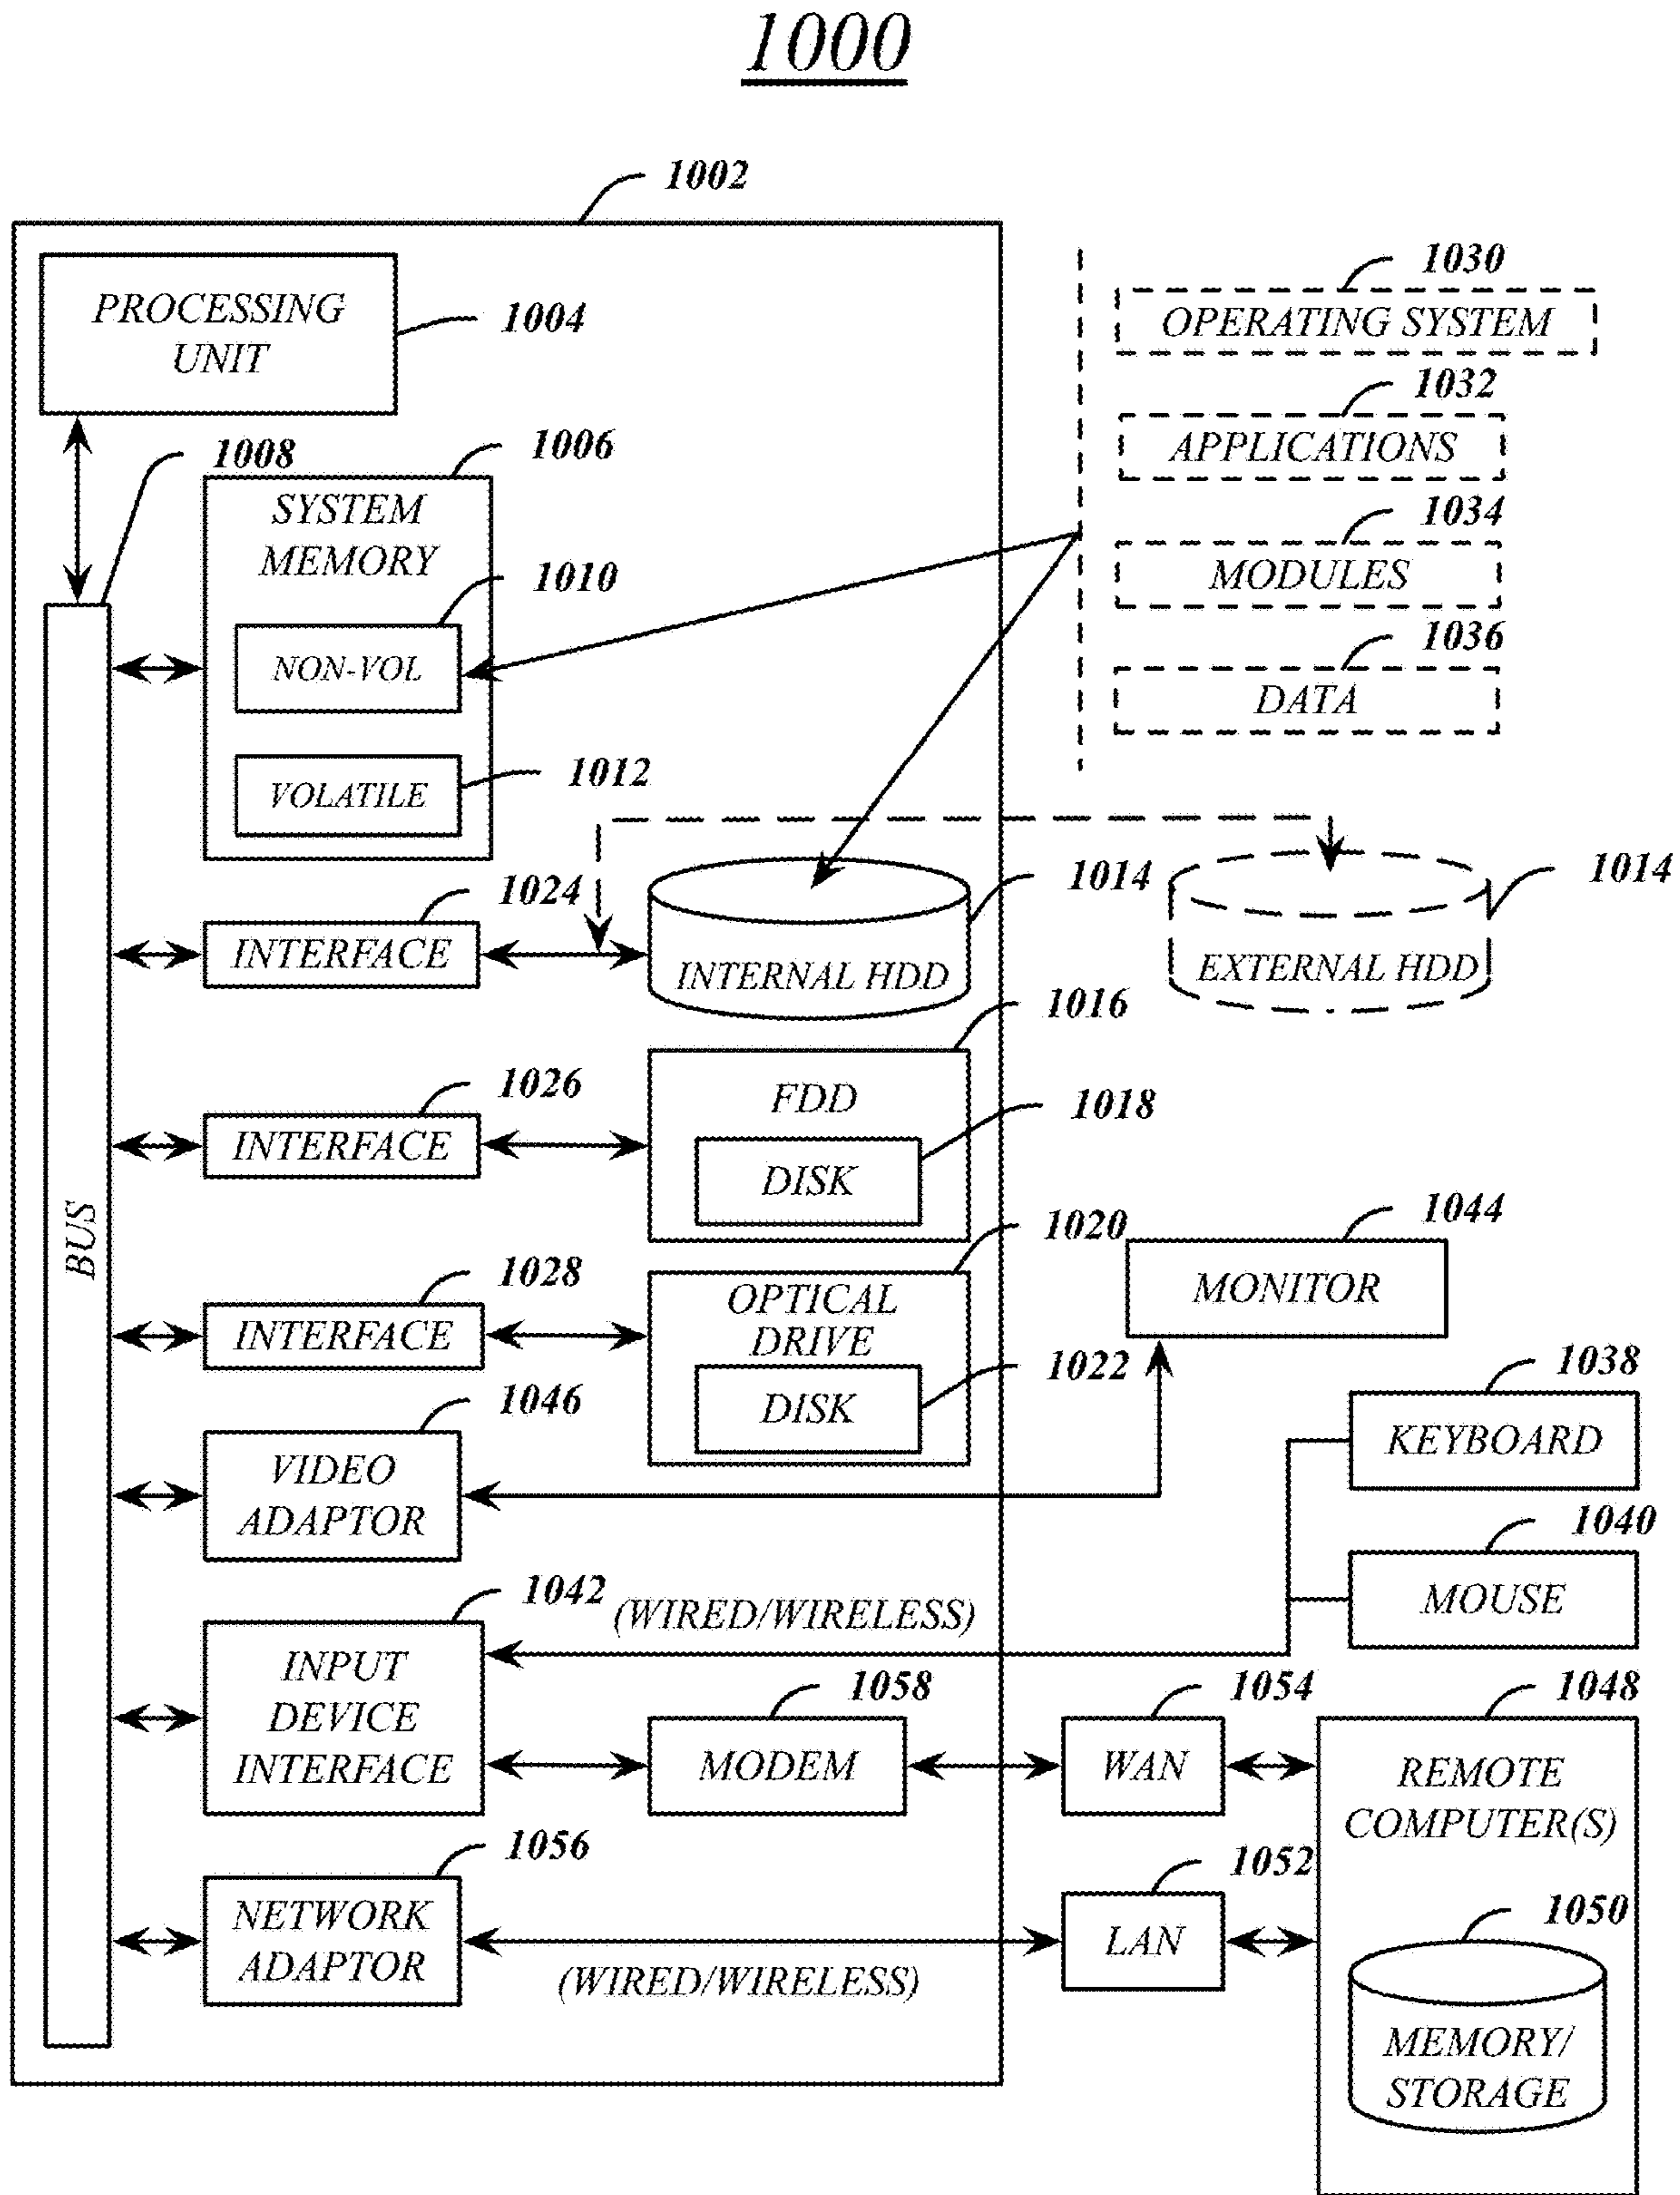 1000
1002
PROCESSING
UNIT
1004
1030
OPERATING SYSTEM
1032
APPLICATIONS
1034
MODULES
1036
DATA
1008
1006
SYSTEM
MEMORY
1010
NON-VOL
1012
VOLATILE
BUS
1024
INTERFACE
1014
INTERNAL HDD
1014
EXTERNAL HDD
1026
INTERFACE
1016
FDD
1018
DISK
1028
INTERFACE
1020
OPTICAL
DRIVE
1022
DISK
1044
MONITOR
1046
VIDEO
ADAPTOR
1038
KEYBOARD
1040
MOUSE
1042
INPUT
DEVICE
INTERFACE
(WIRED/WIRELESS)
1058
MODEM
1054
WAN
1048
REMOTE
COMPUTER(S)
1056
NETWORK
ADAPTOR
(WIRED/WIRELESS)
1052
LAN
1050
MEMORY/
STORAGE